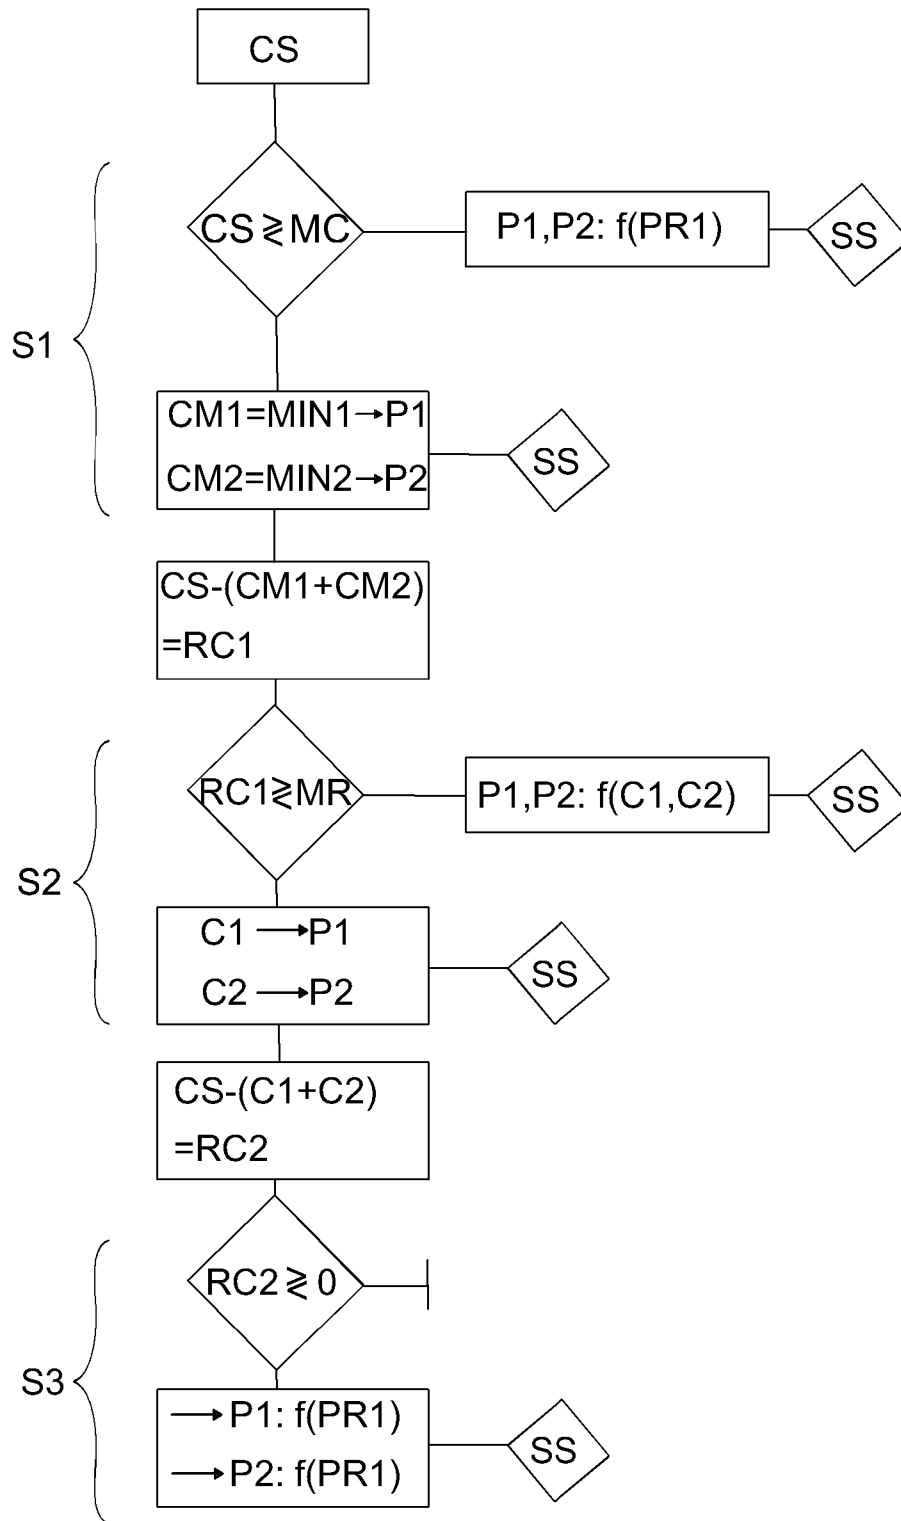 CS
CS ≷ MC
P1,P2: f(PR1)
SS
S1
CM1=MIN1→P1
CM2=MIN2→P2
SS
CS-(CM1+CM2)
=RC1
RC1≷MR
P1,P2: f(C1,C2)
SS
S2
C1 →P1
C2 →P2
SS
CS-(C1+C2)
=RC2
RC2 ≷ 0
S3
→P1: f(PR1)
→P2: f(PR1)
SS